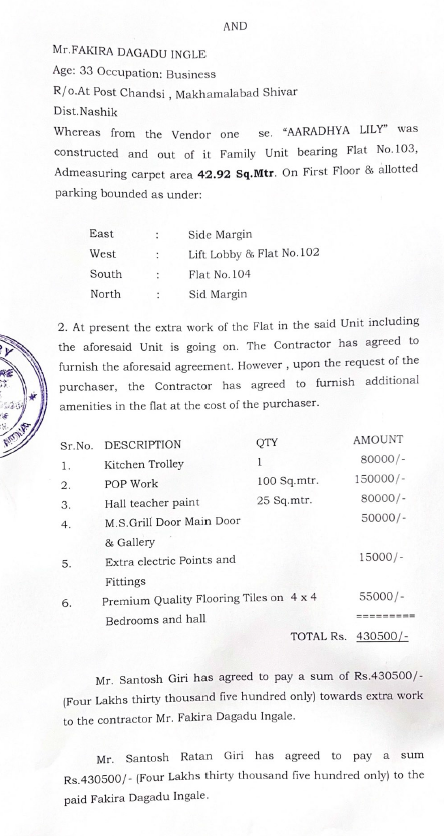 AND
Mr.FAKIRA DAGADU INGLE
Age: 33 Occupation: Business
R/o.At Post Chandsi , Makhamalabad Shivar
Dist.Nashik
Whereas from the Vendor one se. “AARADHYA LILY” was
constructed and out of it Family Unit bearing Flat No.103,
Admeasuring carpet area 42.92 Sq.Mtr. On First Floor & allotted
parking bounded as under:
East : Side Margin
West : Lift Lobby & Flat No.102
South : Flat No.104
North : Sid Margin
2. At present the extra work of the Flat in the said Unit including
the aforesaid Unit is going on. The Contractor has agreed to
furnish the aforesaid agreement. However , upon the request of the
purchaser, the Contractor has agreed to furnish additional
amenities in the flat at the cost of the purchaser.
Sr.No. DESCRIPTION QTY AMOUNT
1. Kitchen Trolley 1 80000/-
2. POP Work 100 Sq.mtr. 150000/-
3. Hall teacher paint 25 Sq.mtr. 80000/-
4. M.S.Grill Door Main Door 50000/-
& Gallery
5. Extra electric Points and 15000/-
Fittings
6. Premium Quality Flooring Tiles on 4 x 4 55000/-
Bedrooms and hall =========
TOTAL Rs. 430500/-
Mr. Santosh Giri has agreed to pay a sum of Rs.430500/-
(Four Lakhs thirty thousand five hundred only) towards extra work
to the contractor Mr. Fakira Dagadu Ingale.
Mr. Santosh Ratan Giri has agreed to pay a sum
Rs.430500/- (Four Lakhs thirty thousand five hundred only) to the
paid Fakira Dagadu Ingale.